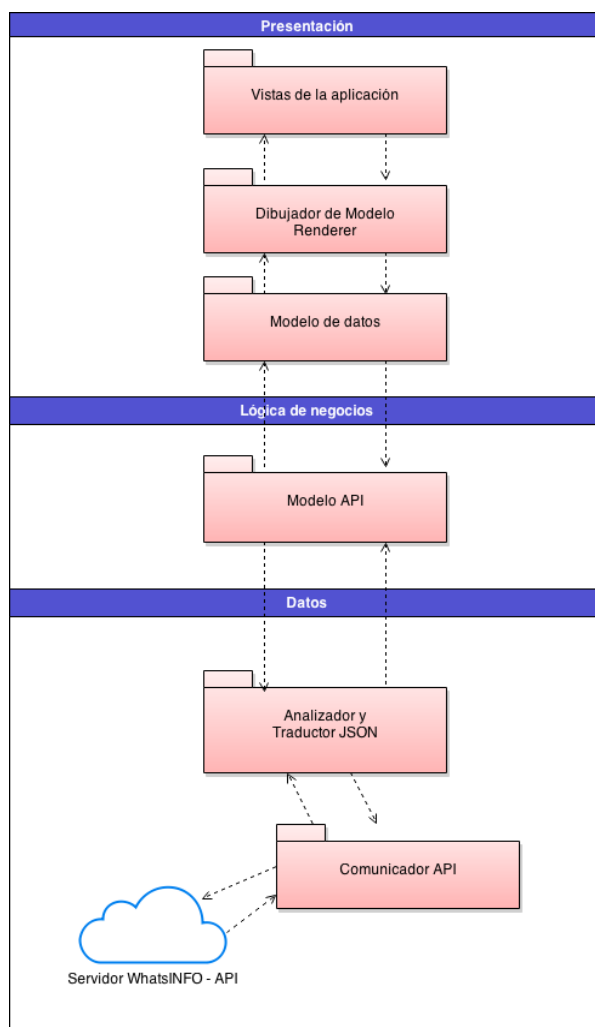 Presentación
Vistas de la aplicación
Dibujador de Modelo
Renderer
Modelo de datos
Lógica de negocios
Modelo API
Datos
Analizador y
Traductor JSON
Comunicador API
Servidor WhatsINFO - API